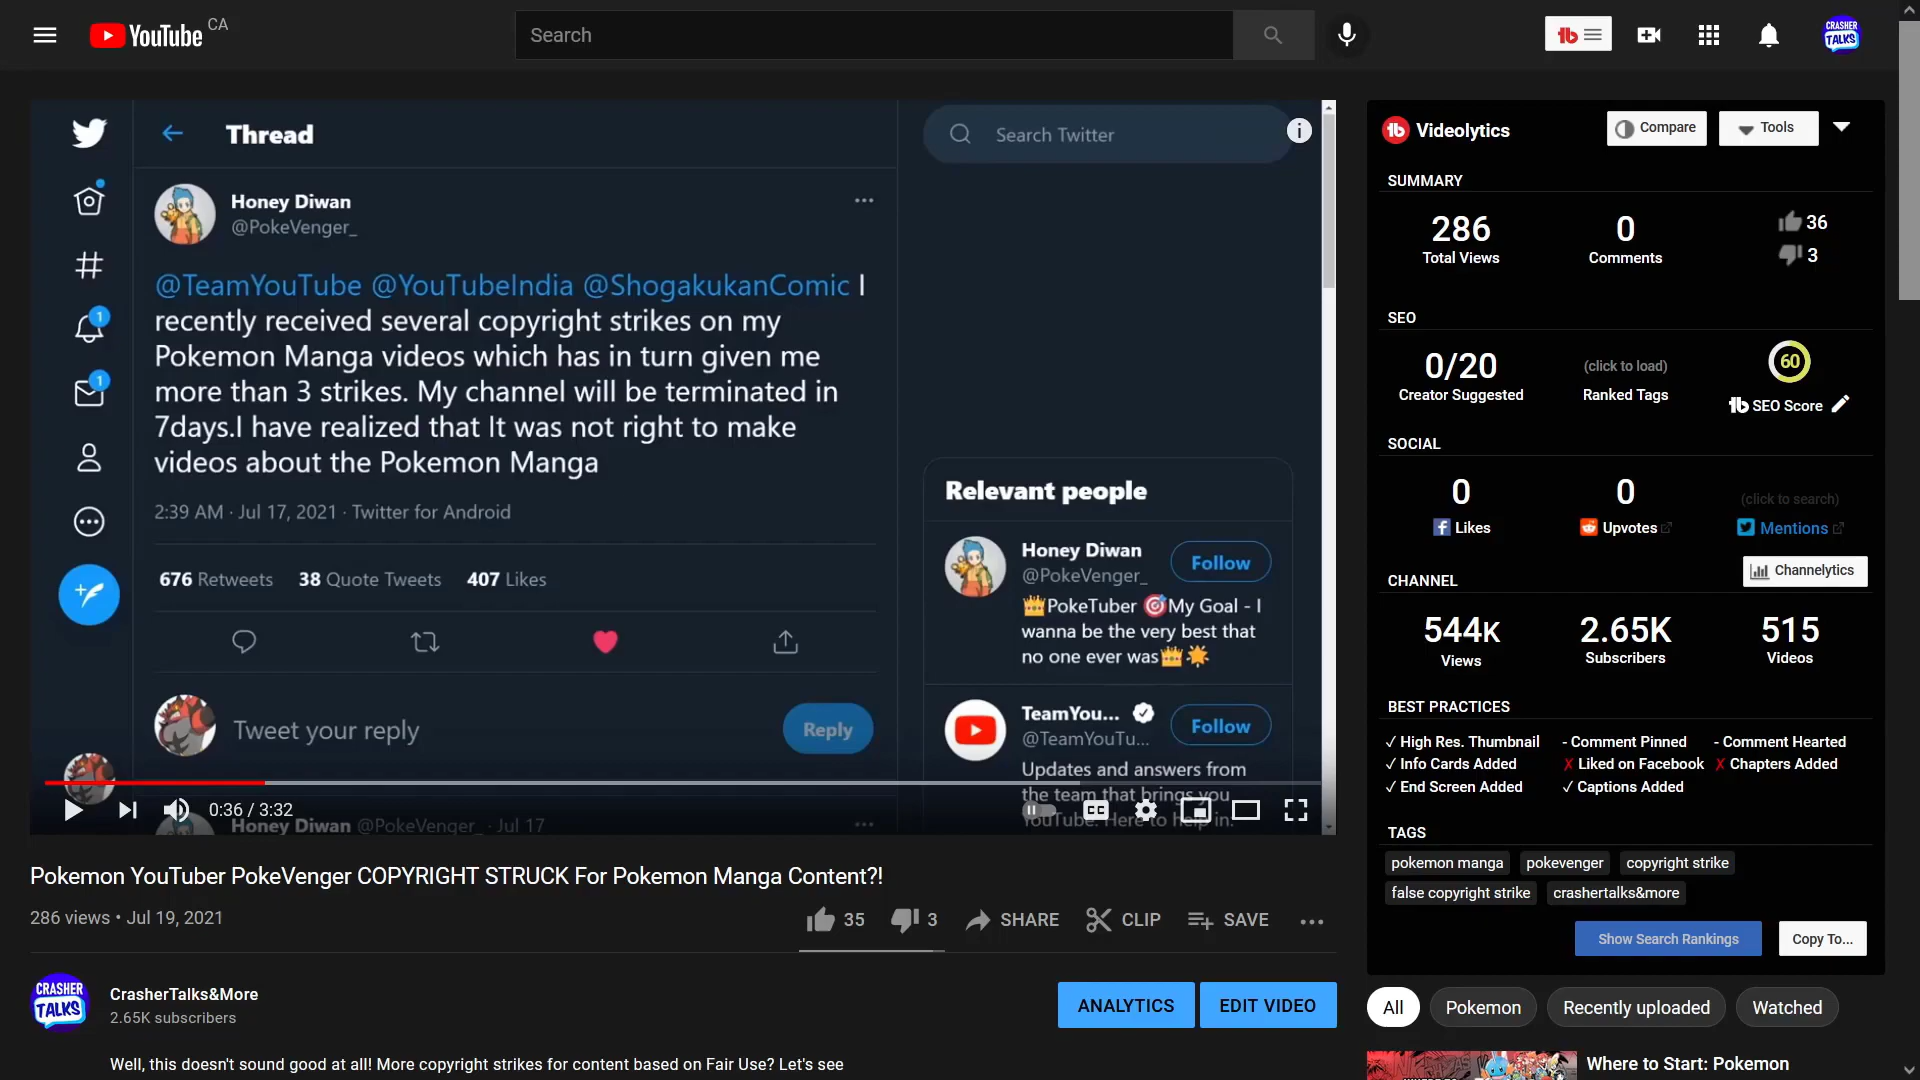 YouTube CA
Search
Thread
Search Twitter
Honey Diwan
@PokeVenger_
@TeamYouTube @YouTubeIndia @ShogakukanComic I
recently received several copyright strikes on my
Pokemon Manga videos which has in turn given me
more than 3 strikes. My channel will be terminated in
7days.I have realized that It was not right to make
videos about the Pokemon Manga
2:39 AM · Jul 17, 2021 · Twitter for Android
676 Retweets 38 Quote Tweets 407 Likes
1
1
Tweet your reply
Reply
Honey Diwan @PokeVenger_ · Jul 17
Relevant people
Honey Diwan
@PokeVenger_
Follow
👑PokeTuber 🎯My Goal - I
wanna be the very best that
no one ever was👑🌟
TeamYou...
@TeamYouTu...
Follow
Updates and answers from
the team that brings you
YouTube. Here to help in.
0:36 / 3:32
CC
Pokemon YouTuber PokeVenger COPYRIGHT STRUCK For Pokemon Manga Content?!
286 views • Jul 19, 2021
35 3 SHARE CLIP SAVE
CRASHER
TALKS
CrasherTalks&More
2.65K subscribers
ANALYTICS EDIT VIDEO
Well, this doesn't sound good at all! More copyright strikes for content based on Fair Use? Let's see
tb
CRASHER
TALKS
tb Videolytics
Compare Tools
SUMMARY
286 0 36
Total Views Comments 3
SEO
0/20 (click to load) 60
Creator Suggested Ranked Tags tb SEO Score
SOCIAL
0 0 (click to search)
Likes Upvotes Mentions
CHANNEL Channelytics
544K 2.65K 515
Views Subscribers Videos
BEST PRACTICES
✓ High Res. Thumbnail - Comment Pinned - Comment Hearted
✓ Info Cards Added ✗ Liked on Facebook ✗ Chapters Added
✓ End Screen Added ✓ Captions Added
TAGS
pokemon manga pokevenger copyright strike
false copyright strike crashertalks&more
Show Search Rankings Copy To...
All Pokemon Recently uploaded Watched
Where to Start: Pokemon